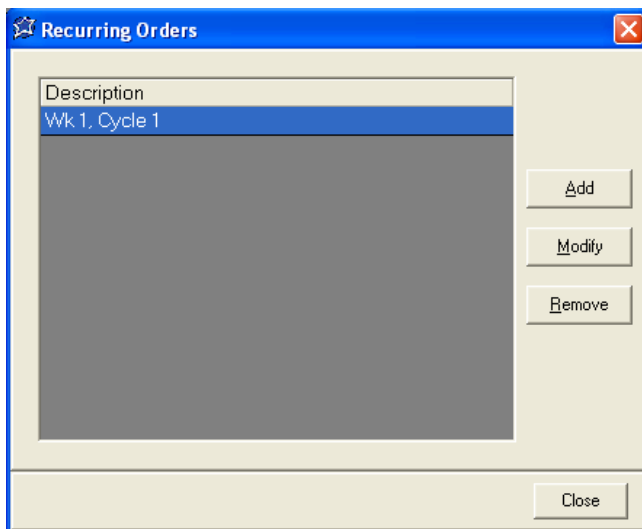 Recurring Orders
Description
Wk 1, Cycle 1
Add
Modify
Remove
Close